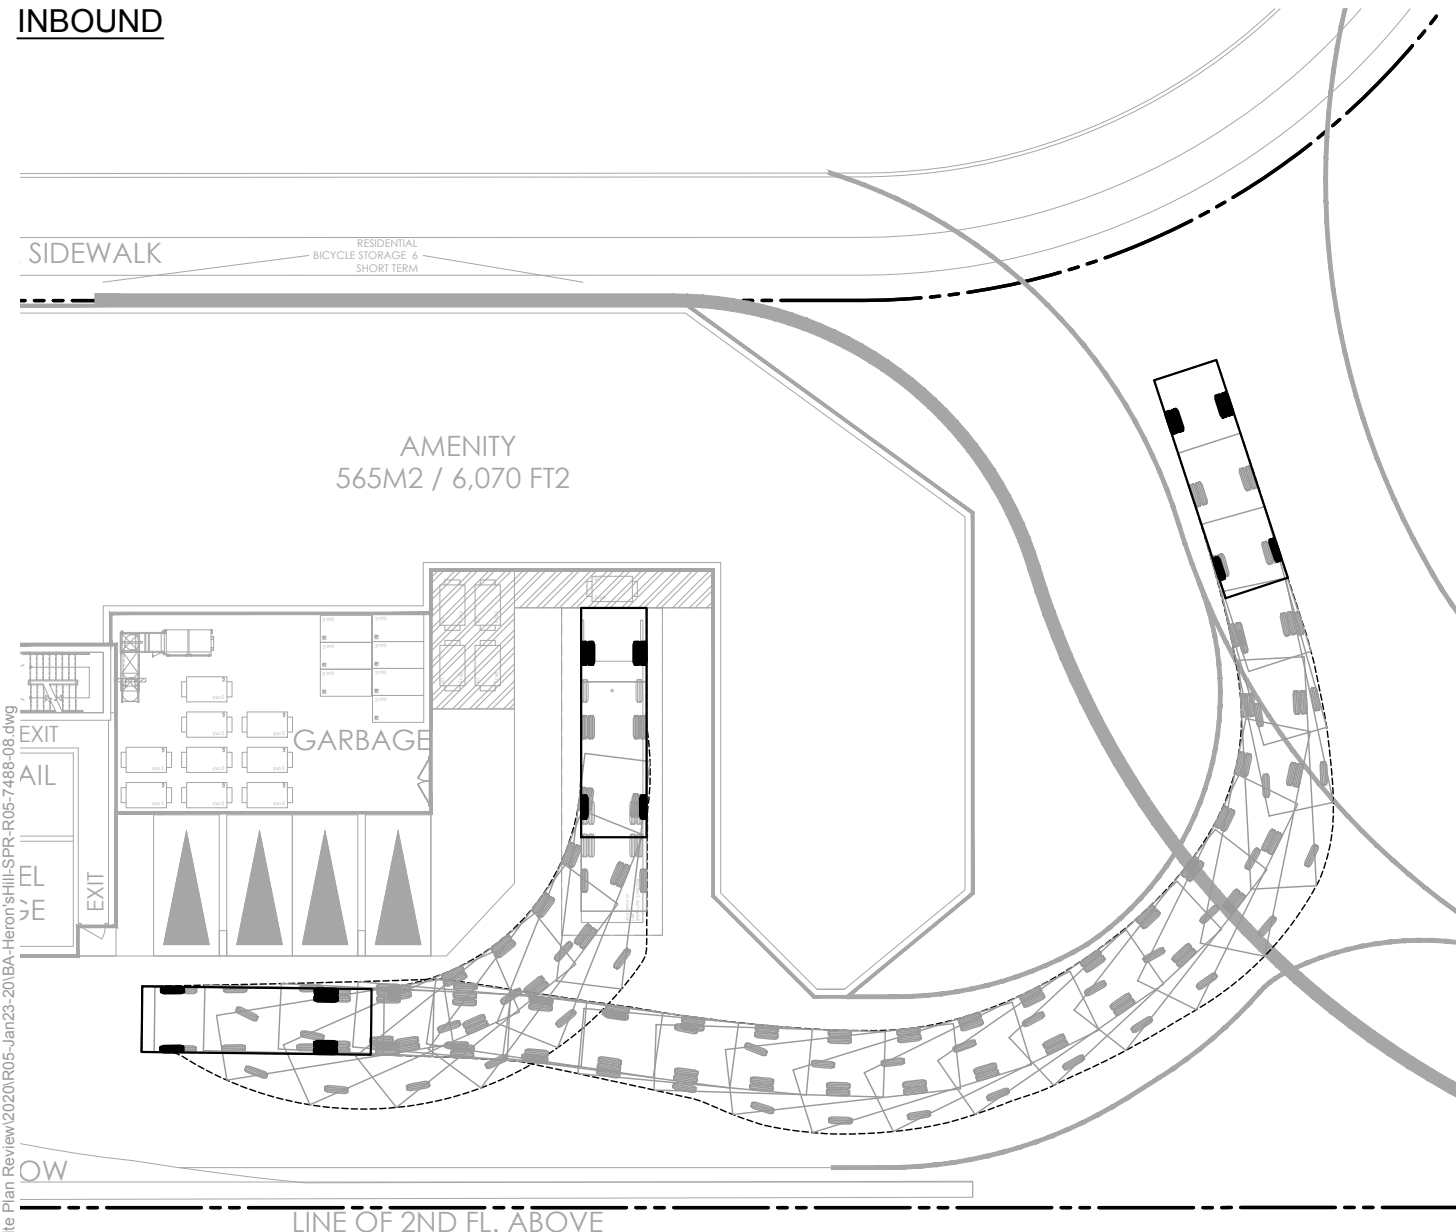 INBOUND
SIDEWALK
RESIDENTIAL
BICYCLE STORAGE 6
SHORT TERM
AMENITY
565M2 / 6,070 FT2
GARBAGE
EXIT
AIL
EL
GE
EXIT
OW
LINE OF 2ND FL. ABOVE
te Plan Review\2020\R05-Jan23-20\BA-Heron'sHill-SPR-R05-7488-08.dwg